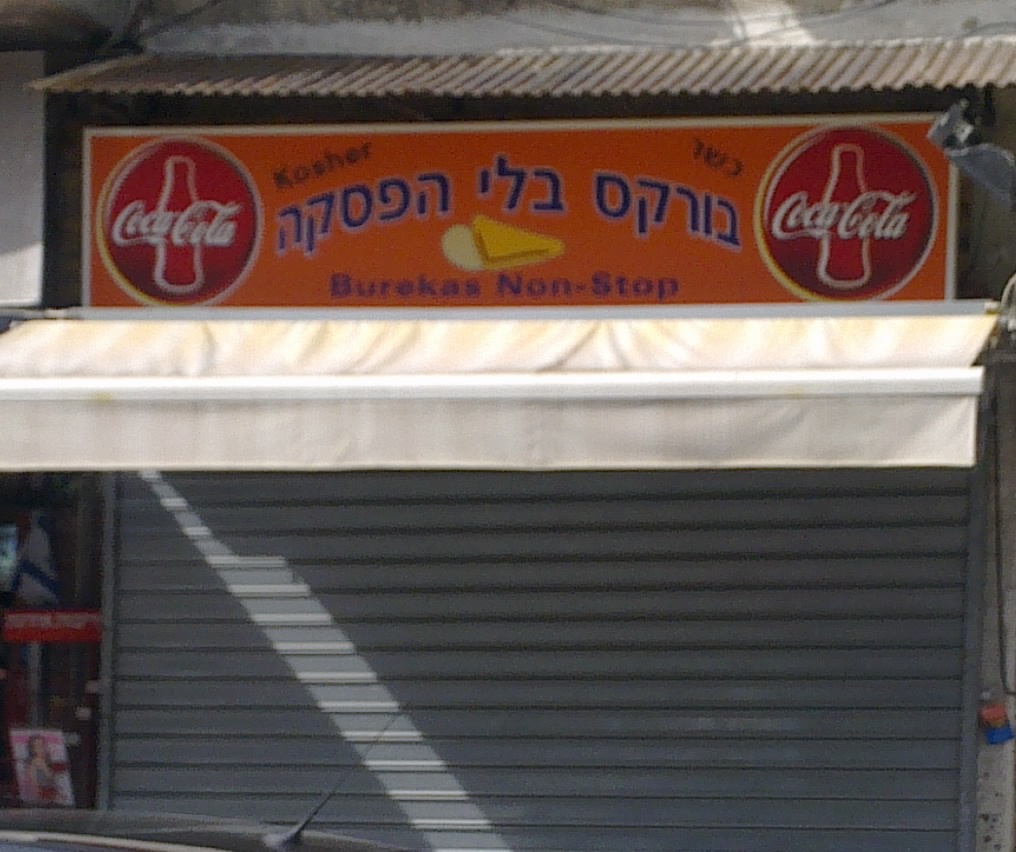 Kosher
כשר
בורקס בלי הפסקה
Burekas Non-Stop
Coca-Cola
Coca-Cola